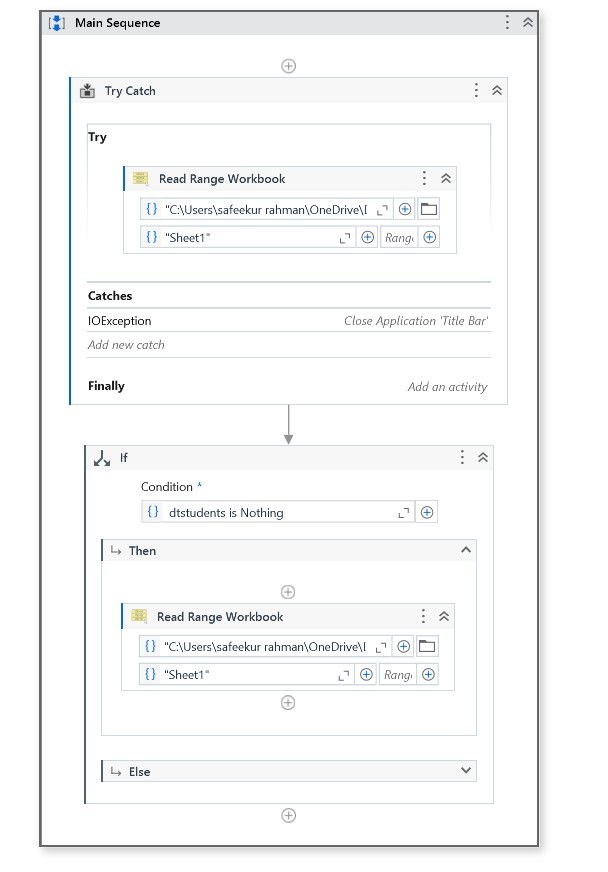 Main Sequence
Try Catch
Try
Read Range Workbook
{} "C:\Users\safeekur rahman\OneDrive\[
{} "Sheet1" Range
Catches
IOException Close Application 'Title Bar'
Add new catch
Finally Add an activity
If
Condition *
{} dtstudents is Nothing
Then
Read Range Workbook
{} "C:\Users\safeekur rahman\OneDrive\[
{} "Sheet1" Range
Else